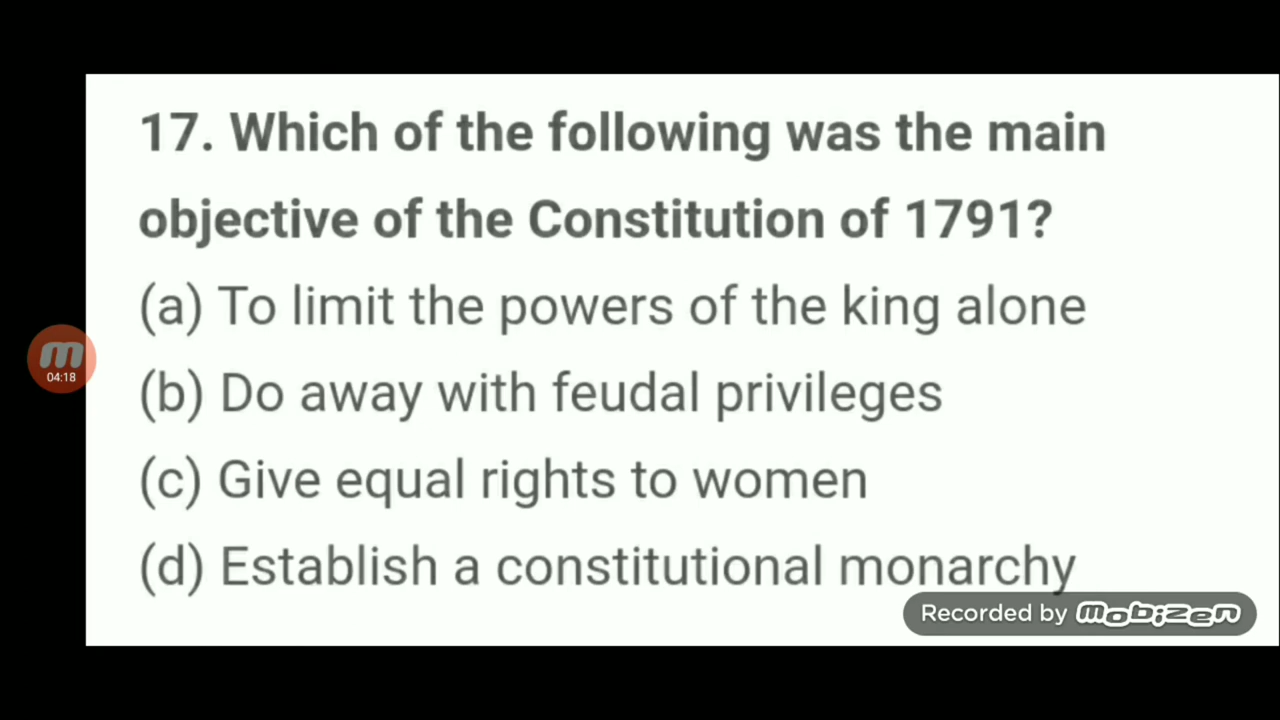 17. Which of the following was the main
objective of the Constitution of 1791?
(a) To limit the powers of the king alone
(b) Do away with feudal privileges
(c) Give equal rights to women
(d) Establish a constitutional monarchy
m
04:18
Recorded by mobizen